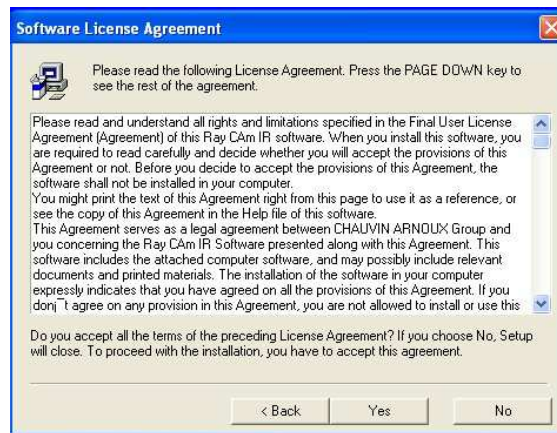 Software License Agreement
Please read the following License Agreement. Press the PAGE DOWN key to
see the rest of the agreement.
Please read and understand all rights and limitations specified in the Final User License
Agreement (Agreement) of this Ray CAm IR software. When you install this software, you
are required to read carefully and decide whether you will accept the provisions of this
Agreement or not. Before you decide to accept the provisions of this Agreement, the
software shall not be installed in your computer.
You might print the text of this Agreement right from this page to use it as a reference, or
see the copy of this Agreement in the Help file of this software.
This Agreement serves as a legal agreement between CHAUVIN ARNOUX Group and
you concerning the Ray CAm IR Software presented along with this Agreement. This
software includes the attached computer software, and may possibly include relevant
documents and printed materials. The installation of the software in your computer
expressly indicates that you have agreed on all the provisions of this Agreement. If you
don¡¯t agree on any provision in this Agreement, you are not allowed to install or use this
Do you accept all the terms of the preceding License Agreement? If you choose No, Setup
will close. To proceed with the installation, you have to accept this agreement.
< Back
Yes
No